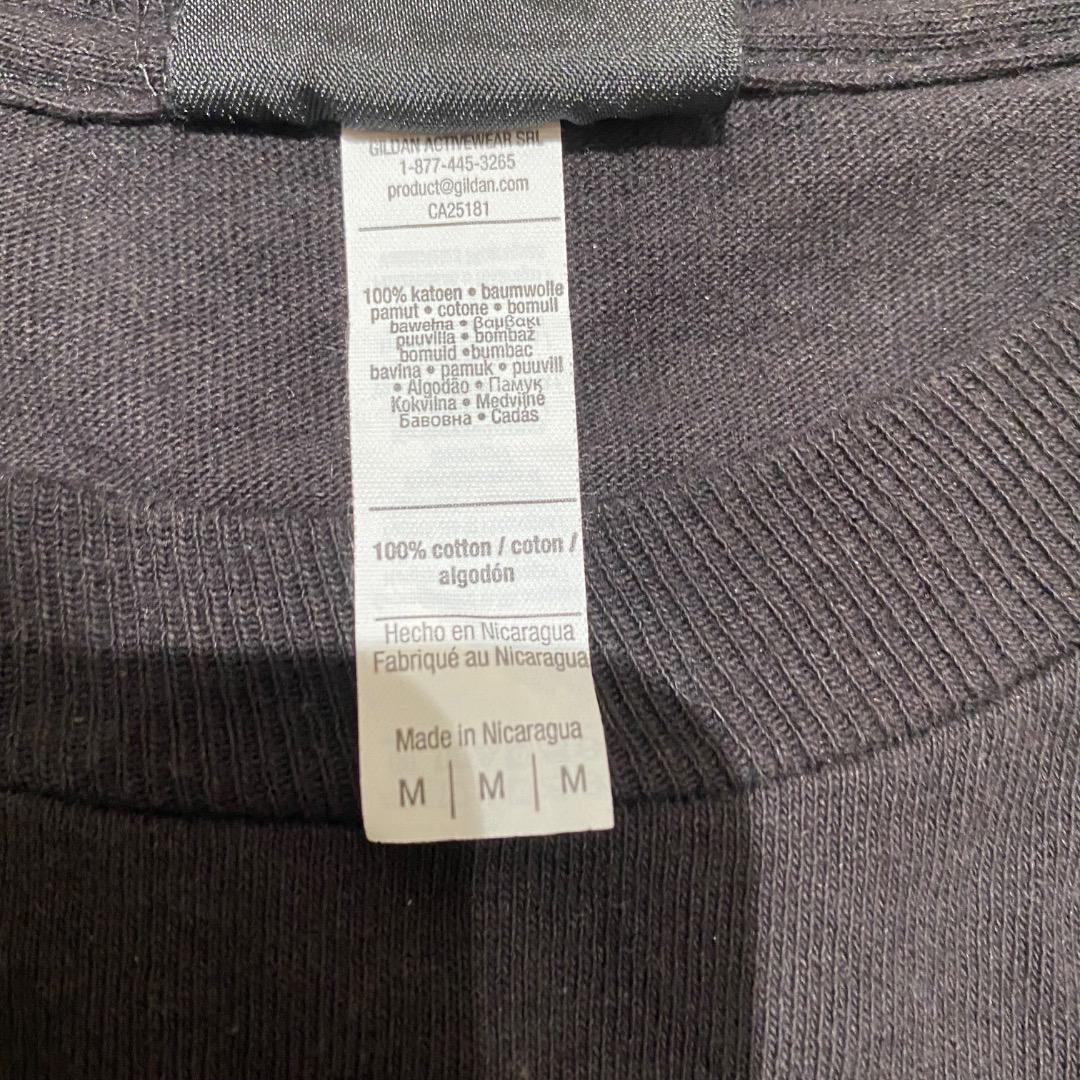 GILDAN ACTIVEWEAR SRL
1-877-445-3265
product@gildan.com
CA25181
100% katoen • baumwolle
pamut • cotone • bomull
bawełna • βαμβακι
puuvilla • bombaž
bomuld •bumbac
bavlna • pamuk • puuvill
• Algodão • Памук
Kokvilna • Medvilnė
бавовна • Cadás
100% cotton / coton /
algodón
Hecho en Nicaragua
Fabriqué au Nicaragua
Made in Nicaragua
M | M | M